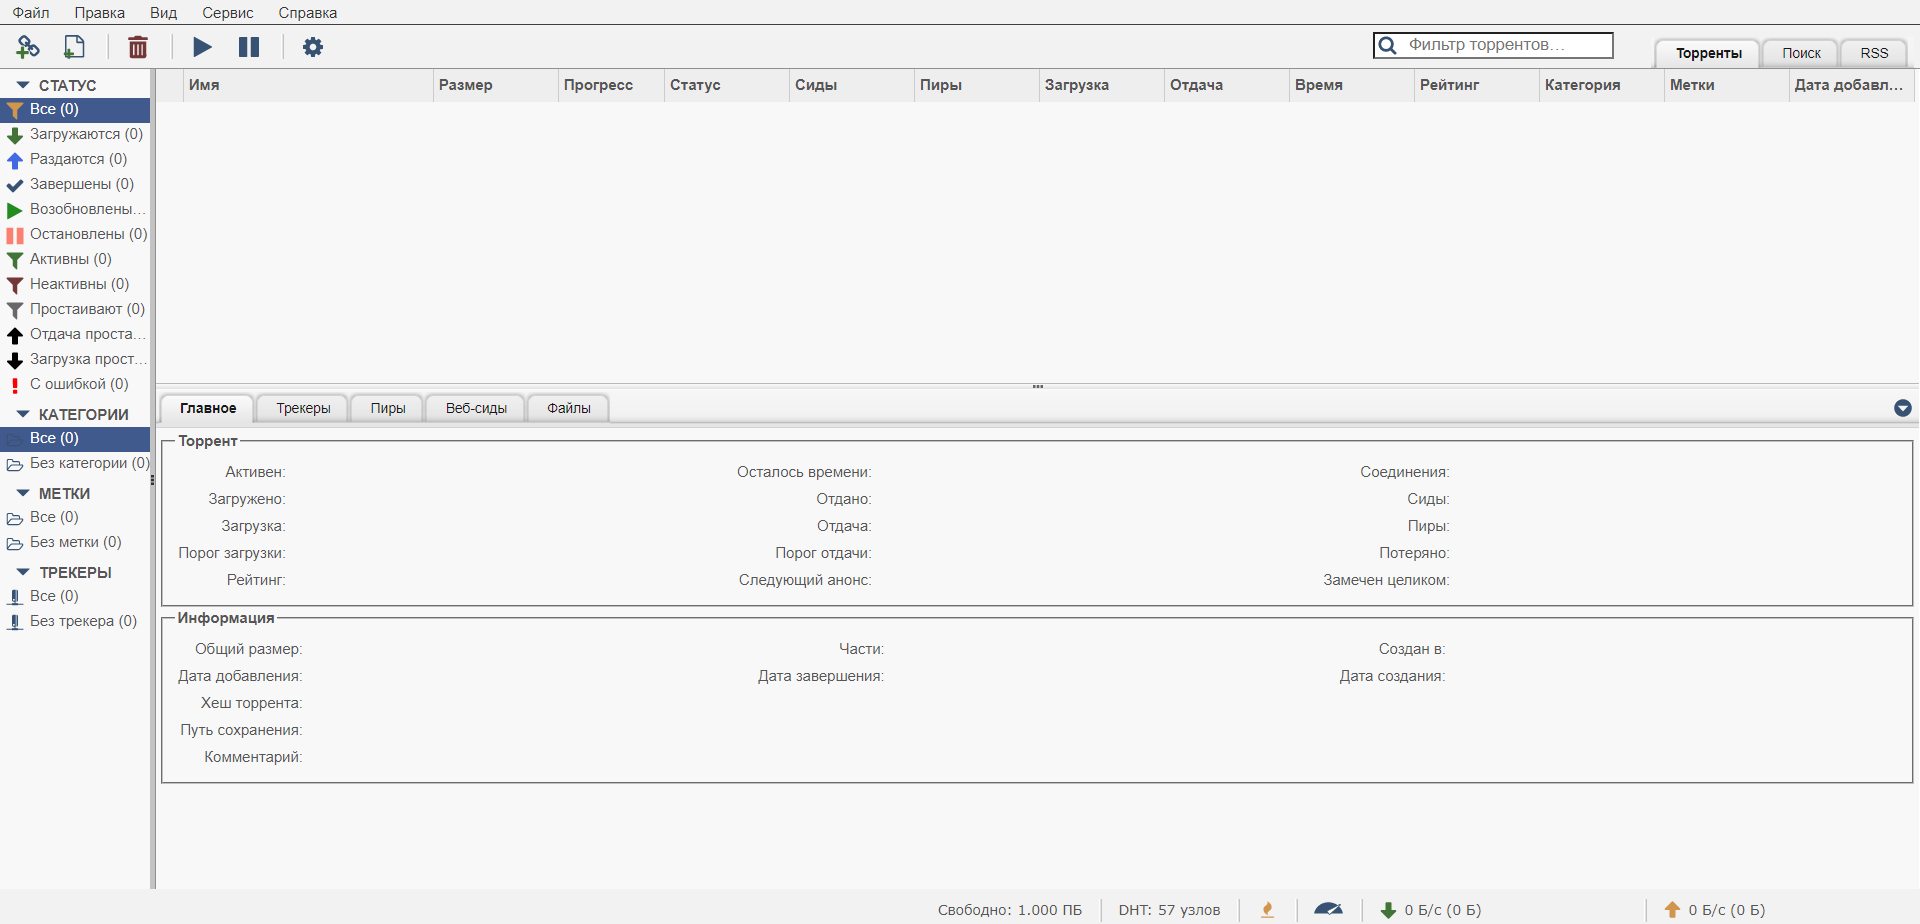 Файл Правка Вид Сервис Справка
Фильтр торрентов…
Торренты Поиск RSS
СТАТУС
Все (0)
Загружаются (0)
Раздаются (0)
Завершены (0)
Возобновлены…
Остановлены (0)
Активны (0)
Неактивны (0)
Простаивают (0)
Отдача проста…
Загрузка прост…
С ошибкой (0)
КАТЕГОРИИ
Все (0)
Без категории (0)
МЕТКИ
Все (0)
Без метки (0)
ТРЕКЕРЫ
Все (0)
Без трекера (0)
Имя Размер Прогресс Статус Сиды Пиры Загрузка Отдача Время Рейтинг Категория Метки Дата добавл…
Главное Трекеры Пиры Веб-сиды Файлы
Торрент
Активен: Осталось времени: Соединения:
Загружено: Отдано: Сиды:
Загрузка: Отдача: Пиры:
Порог загрузки: Порог отдачи: Потеряно:
Рейтинг: Следующий анонс: Замечен целиком:
Информация
Общий размер: Части: Создан в:
Дата добавления: Дата завершения: Дата создания:
Хеш торрента:
Путь сохранения:
Комментарий:
Свободно: 1.000 ПБ DHT: 57 узлов 0 Б/с (0 Б) 0 Б/с (0 Б)